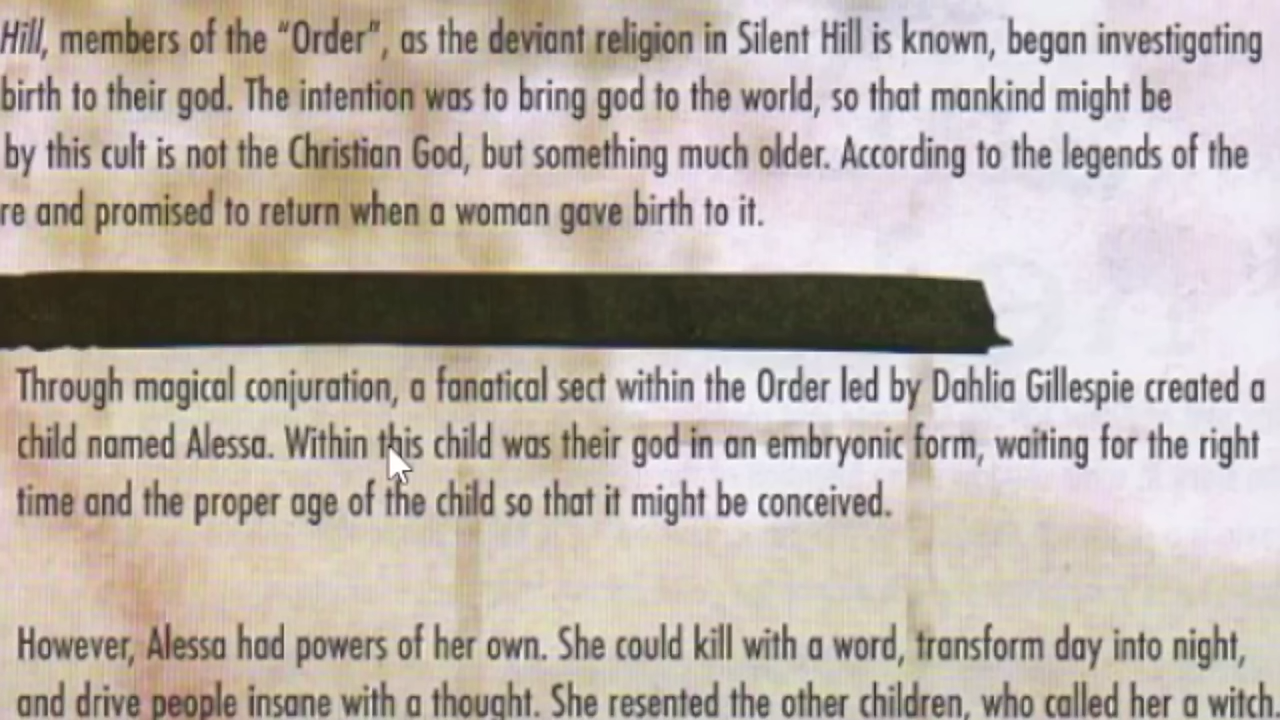 Hill, members of the “Order”, as the deviant religion in Silent Hill is known, began investigating
birth to their god. The intention was to bring god to the world, so that mankind might be
by this cult is not the Christian God, but something much older. According to the legends of the
re and promised to return when a woman gave birth to it.
Through magical conjuration, a fanatical sect within the Order led by Dahlia Gillespie created a
child named Alessa. Within this child was their god in an embryonic form, waiting for the right
time and the proper age of the child so that it might be conceived.
However, Alessa had powers of her own. She could kill with a word, transform day into night,
and drive people insane with a thought. She resented the other children, who called her a witch.